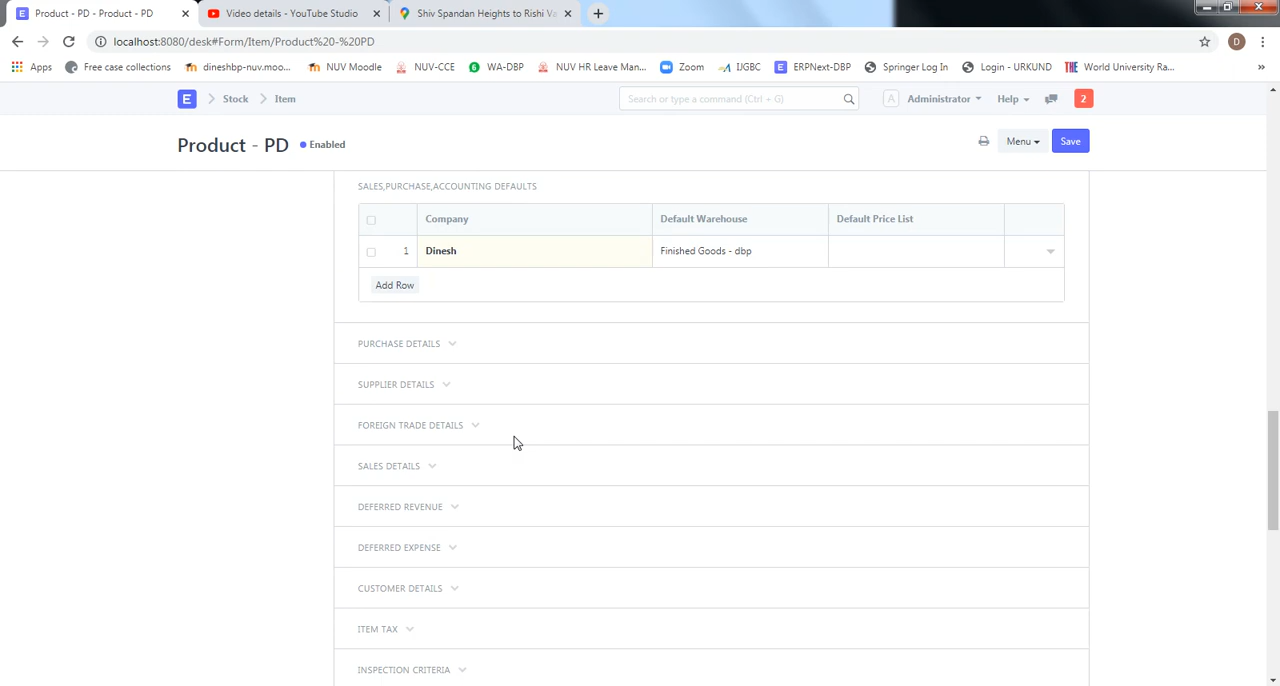 Product - PD - Product - PD
Video details - YouTube Studio
Shiv Spandan Heights to Rishi Va
localhost:8080/desk#Form/Item/Product%20-%20PD
D
Apps
Free case collections
dineshbp-nuv.moo...
NUV Moodle
NUV-CCE
6
WA-DBP
NUV HR Leave Man...
Zoom
IJGBC
E
ERPNext-DBP
Springer Log In
Login - URKUND
THE
World University Ra...
»
E
Stock
Item
Search or type a command (Ctrl + G)
A
Administrator
Help
2
Product - PD
Enabled
Menu
Save
SALES,PURCHASE,ACCOUNTING DEFAULTS
Company
Default Warehouse
Default Price List
1
Dinesh
Finished Goods - dbp
Add Row
PURCHASE DETAILS
SUPPLIER DETAILS
FOREIGN TRADE DETAILS
SALES DETAILS
DEFERRED REVENUE
DEFERRED EXPENSE
CUSTOMER DETAILS
ITEM TAX
INSPECTION CRITERIA